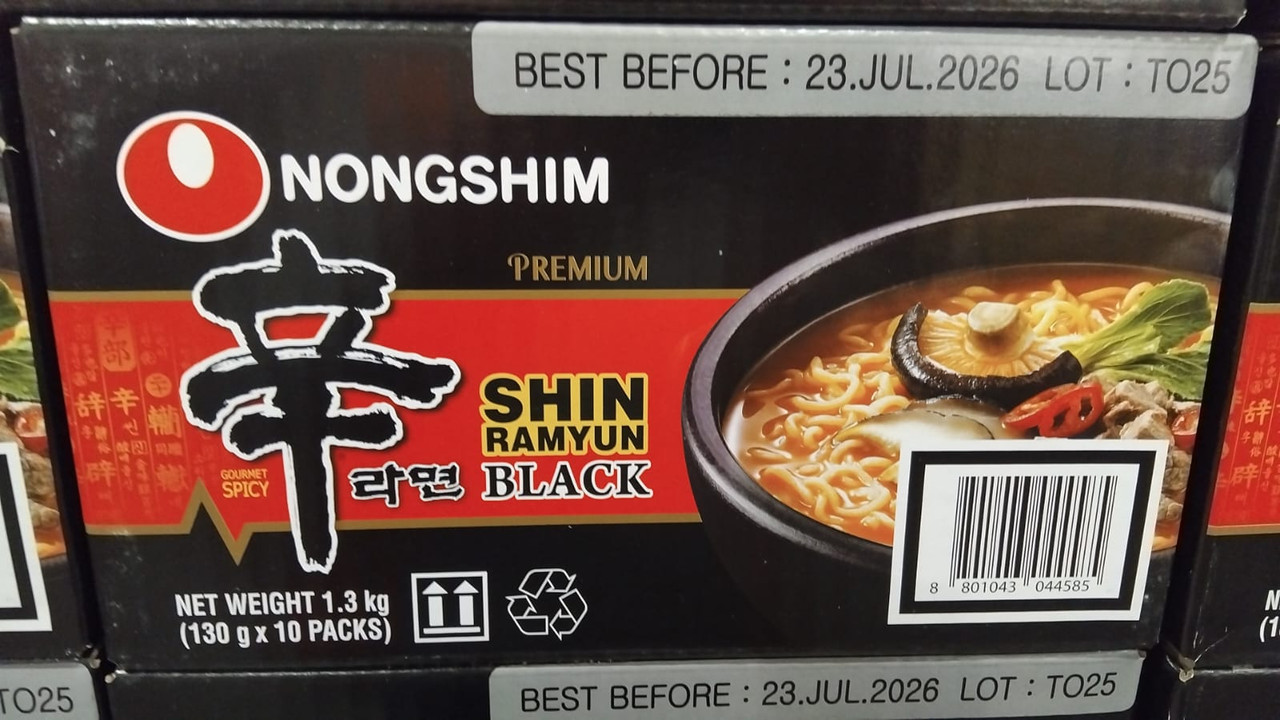 BEST BEFORE : 23.JUL.2026 LOT : TO25
NONGSHIM
PREMIUM
辛
SHIN
RAMYUN
라면 BLACK
GOURMET
SPICY
NET WEIGHT 1.3 kg
(130 g x 10 PACKS)
8 801043 044585
TO25
BEST BEFORE : 23.JUL.2026 LOT : TO25